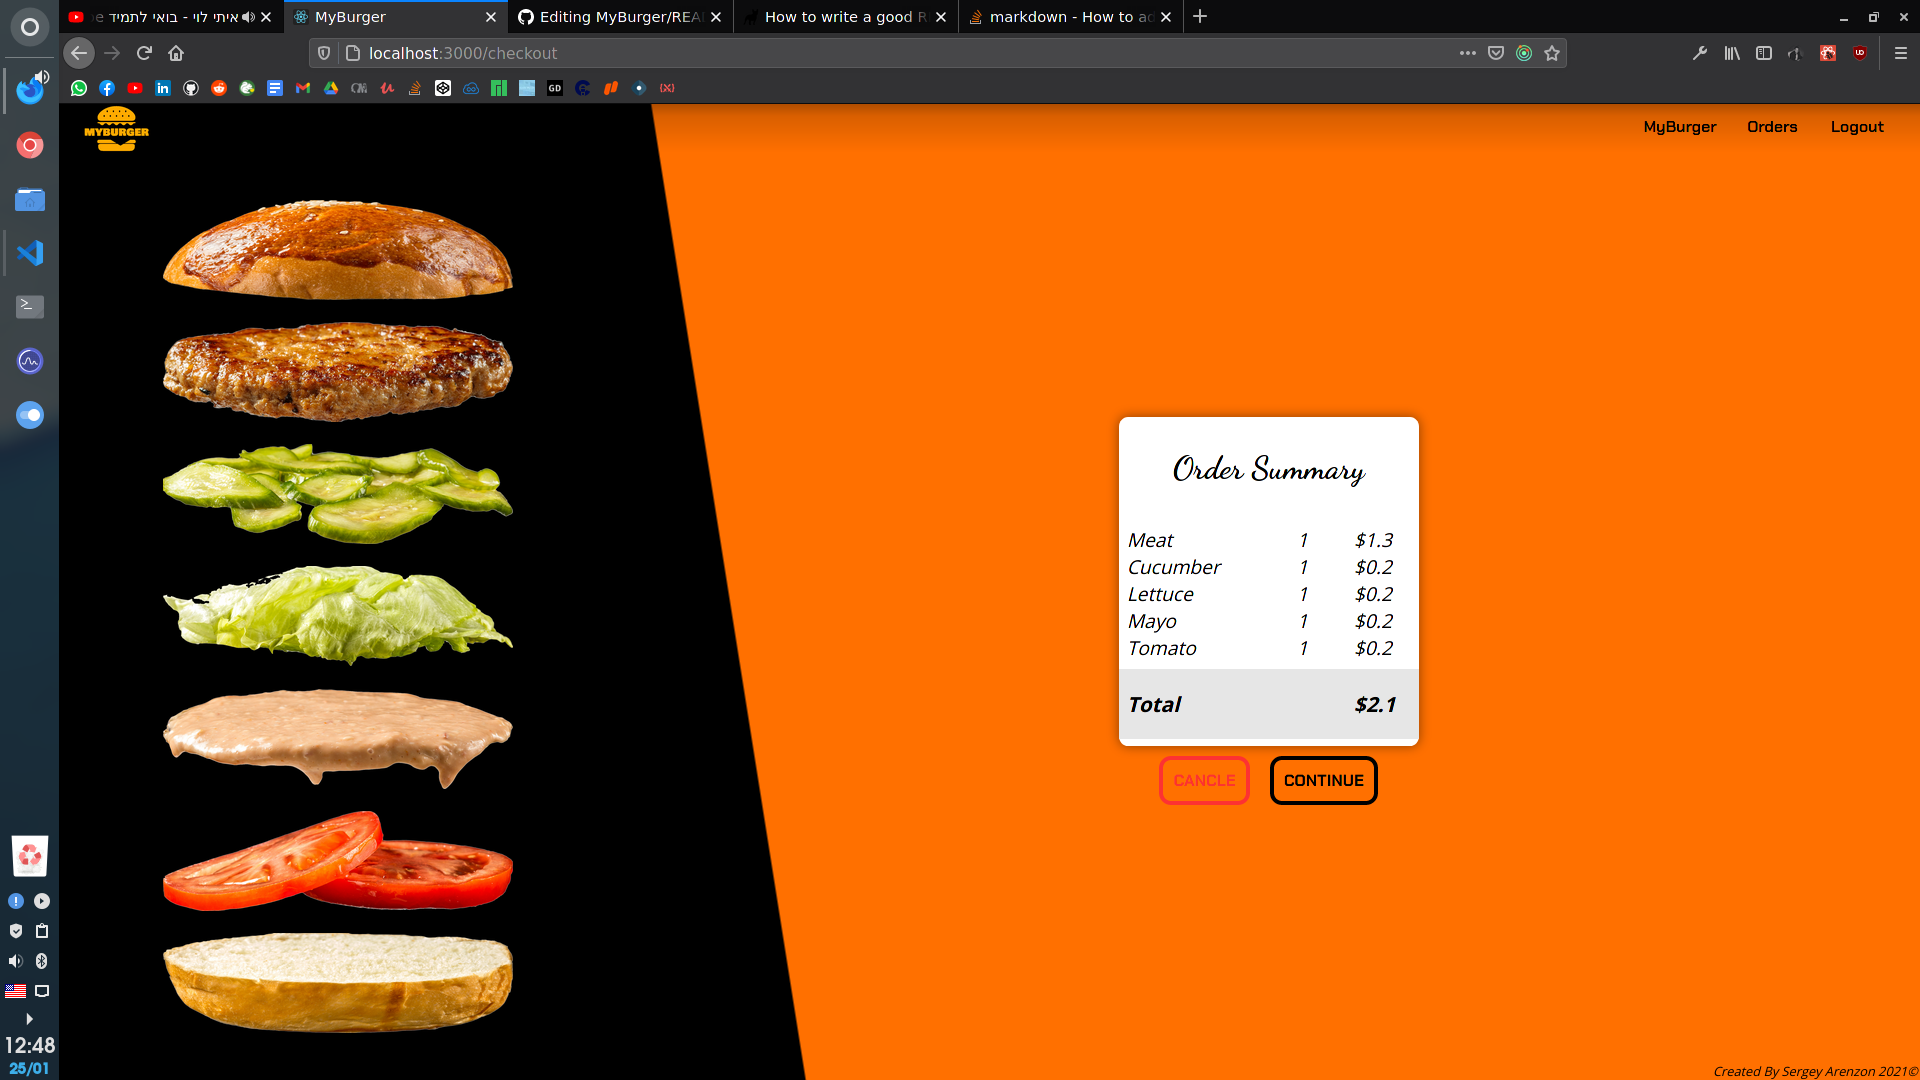 איתי לוי - בואי לתמיד
MyBurger
Editing MyBurger/REA
How to write a good R
markdown - How to ad
localhost:3000/checkout
GD
MYBURGER
MyBurger Orders Logout
Order Summary
Meat 1 $1.3
Cucumber 1 $0.2
Lettuce 1 $0.2
Mayo 1 $0.2
Tomato 1 $0.2
Total $2.1
CANCLE CONTINUE
12:48
25/01
Created By Sergey Arenzon 2021©